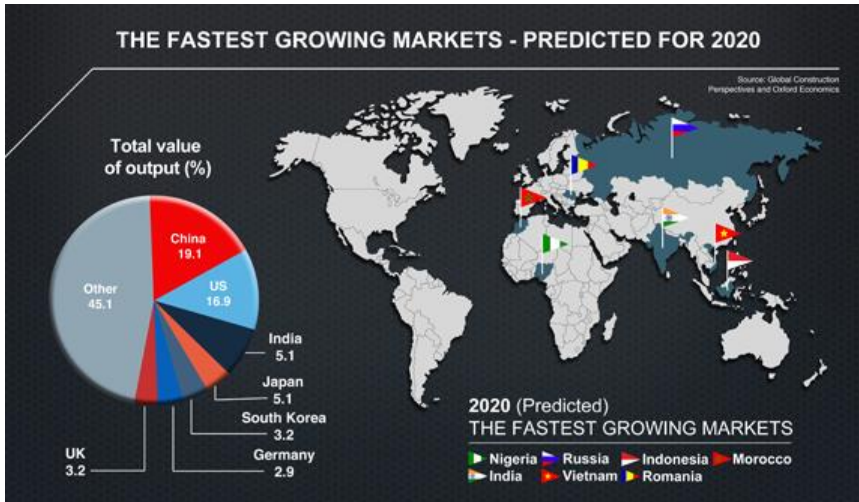 THE FASTEST GROWING MARKETS - PREDICTED FOR 2020
Source: Global Construction
Perspectives and Oxford Economics
Total value
of output (%)
China
19.1
US
16.9
Other
45.1
India
5.1
Japan
5.1
South Korea
3.2
Germany
2.9
UK
3.2
2020 (Predicted)
THE FASTEST GROWING MARKETS
Nigeria Russia Indonesia Morocco
India Vietnam Romania